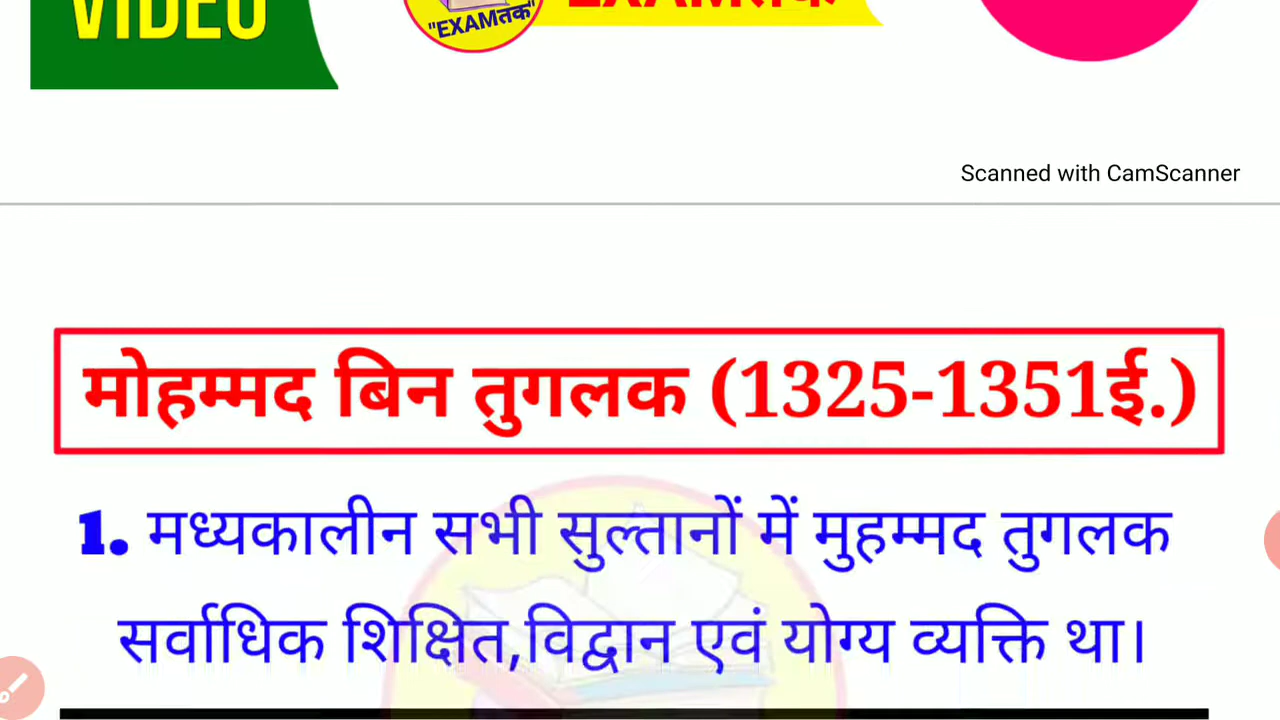 VIDEO
"EXAMतक"
EXAMतक
Scanned with CamScanner
मोहम्मद बिन तुगलक (1325-1351ई.)
1. मध्यकालीन सभी सुल्तानों में मुहम्मद तुगलक
सर्वाधिक शिक्षित,विद्वान एवं योग्य व्यक्ति था।